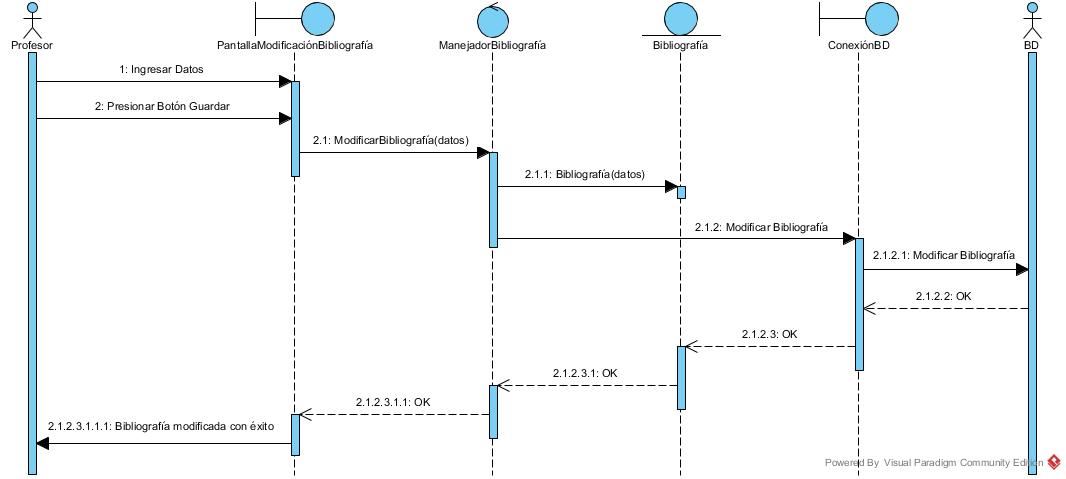 Profesor
PantallaModificaciónBibliografía
ManejadorBibliografía
Bibliografía
ConexiónBD
BD
1: Ingresar Datos
2: Presionar Botón Guardar
2.1: ModificarBibliografía(datos)
2.1.1: Bibliografía(datos)
2.1.2: Modificar Bibliografía
2.1.2.1: Modificar Bibliografía
2.1.2.2: OK
2.1.2.3: OK
2.1.2.3.1: OK
2.1.2.3.1.1: OK
2.1.2.3.1.1.1: Bibliografía modificada con éxito
Powered By Visual Paradigm Community Edition